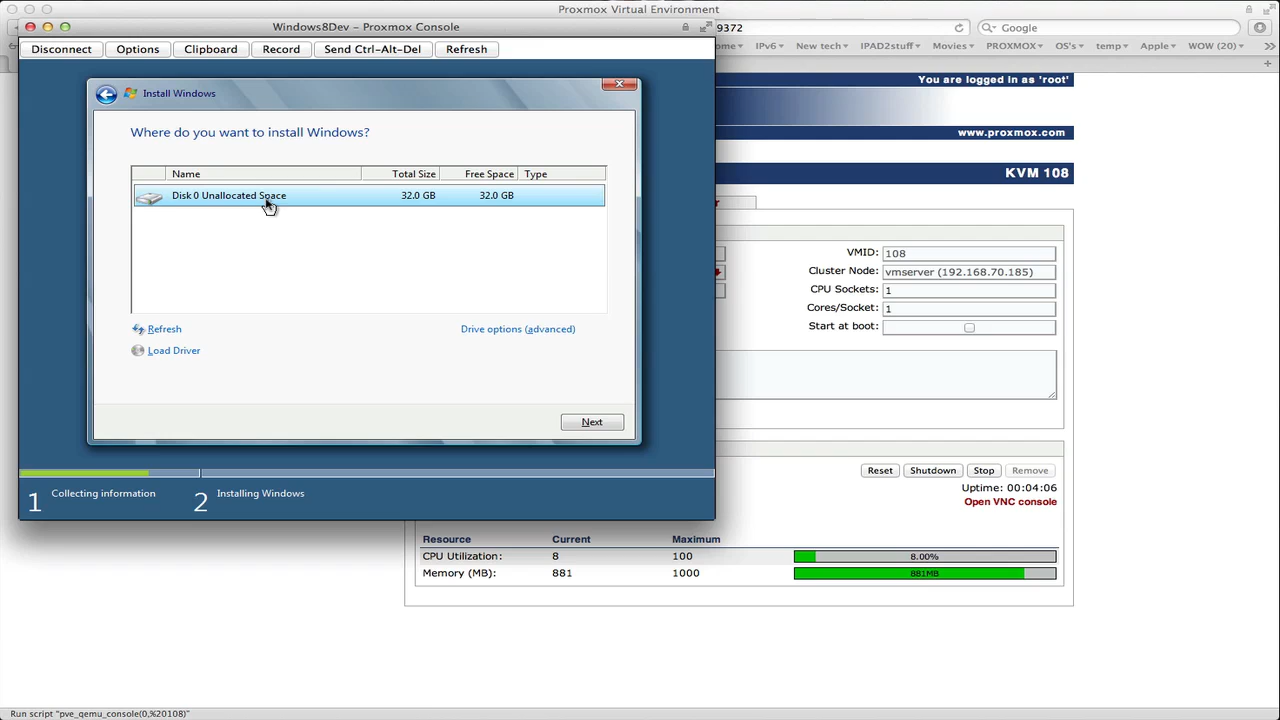 Proxmox Virtual Environment
Windows8Dev – Proxmox Console
9372
Google
Disconnect Options Clipboard Record Send Ctrl-Alt-Del Refresh
IPv6 New tech IPAD2stuff Movies PROXMOX OS's temp Apple WOW (20)
You are logged in as 'root'
Install Windows
www.proxmox.com
Where do you want to install Windows?
KVM 108
Name Total Size Free Space Type
Disk 0 Unallocated Space 32.0 GB 32.0 GB
VMID: 108
Cluster Node: vmserver (192.168.70.185)
CPU Sockets: 1
Cores/Socket: 1
Start at boot:
Refresh
Drive options (advanced)
Load Driver
Next
Reset Shutdown Stop Remove
Uptime: 00:04:06
Open VNC console
1 Collecting information
2 Installing Windows
Resource Current Maximum
CPU Utilization: 8 100 8.00%
Memory (MB): 881 1000 881MB
Run script "pve_qemu_console(0,%20108)